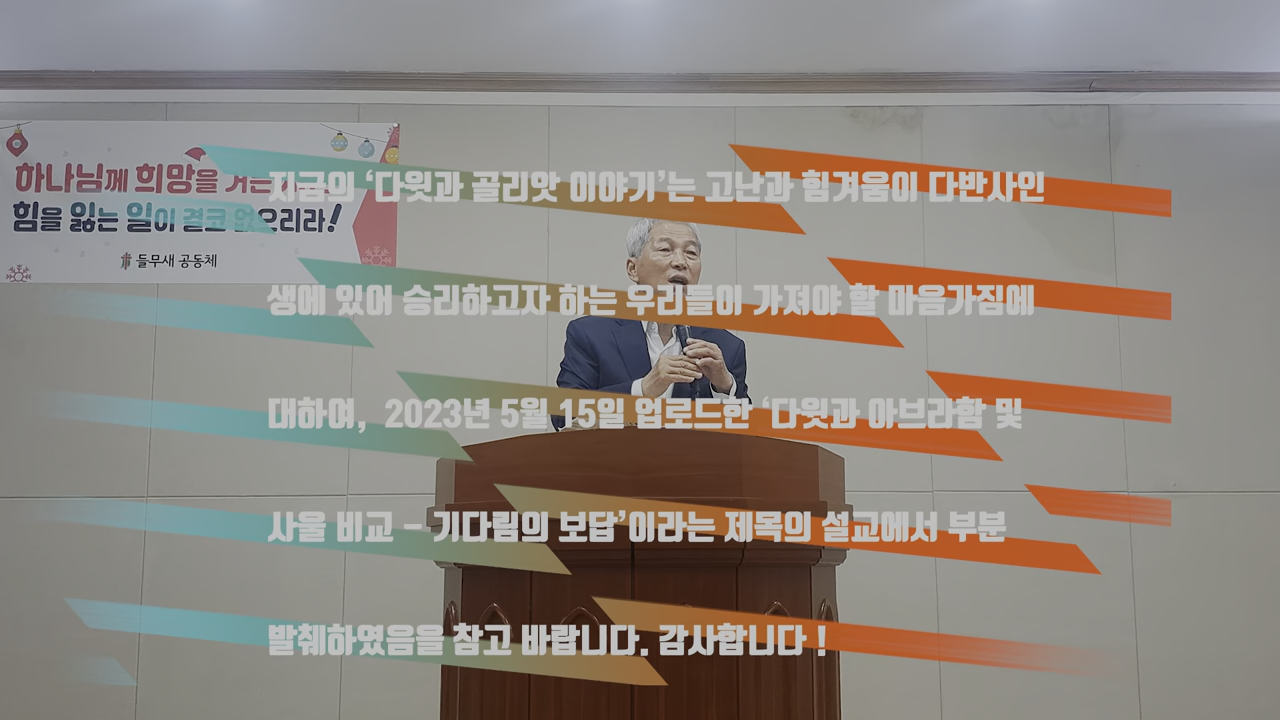 하나님께 희망을 거는
힘을 잃는 일이 결코 없으리라!
들무새 공동체
지금의 ‘다윗과 골리앗 이야기’는 고난과 힘겨움이 다반사인
생에 있어 승리하고자 하는 우리들이 가져야 할 마음가짐에
대하여, 2023년 5월 15일 업로드한 ‘다윗과 아브라함 및
사울 비교 - 기다림의 보답’이라는 제목의 설교에서 부분
발췌하였음을 참고 바랍니다. 감사합니다 !